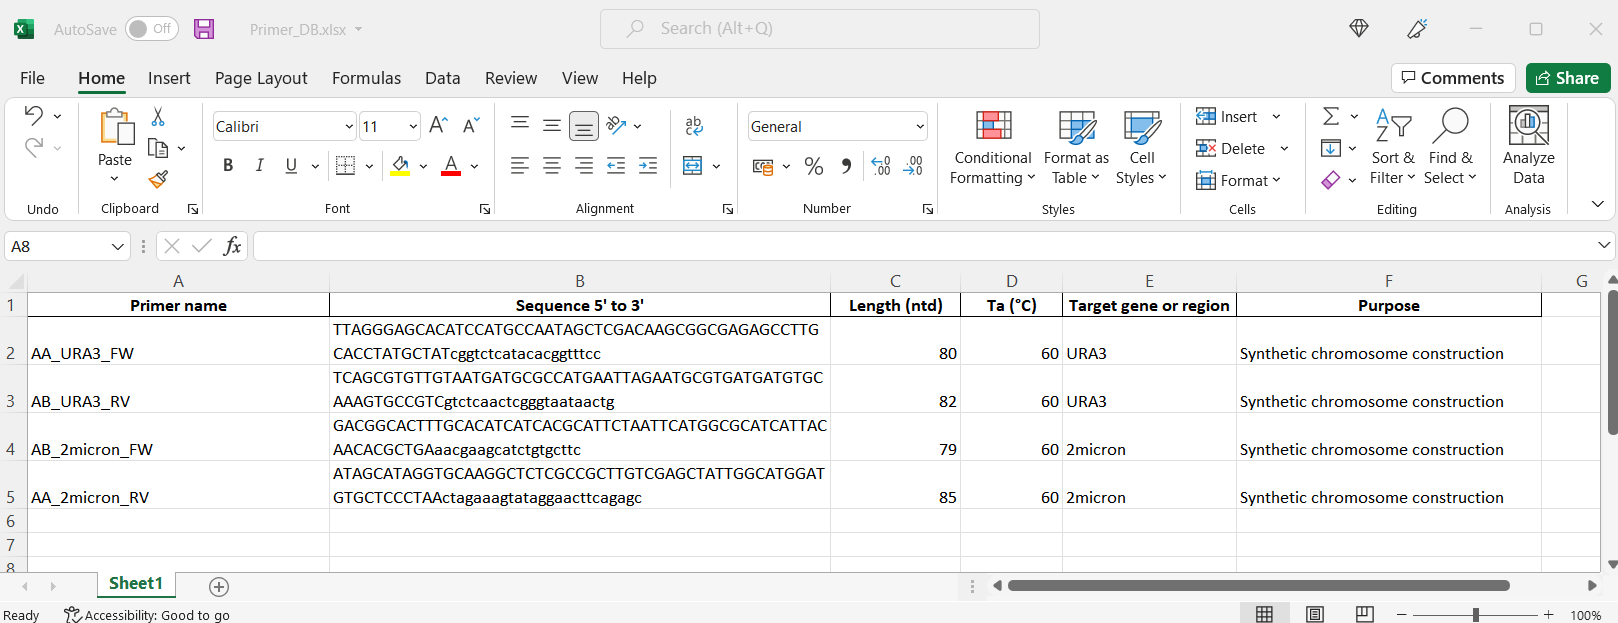 AutoSave Off Primer_DB.xlsx Search (Alt+Q)
File Home Insert Page Layout Formulas Data Review View Help Comments Share
Calibri 11 General
Paste B I U A ab Conditional Formatting Format as Table Cell Styles Insert Delete Format Sort & Filter Find & Select Analyze Data
Undo Clipboard Font Alignment Number Styles Cells Editing Analysis
A8 fx
A B C D E F G
1 Primer name Sequence 5' to 3' Length (ntd) Ta (°C) Target gene or region Purpose
TTAGGGAGCACATCCATGCCAATAGCTCGACAAGCGGCGAGAGCCTTG
2 AA_URA3_FW CACCTATGCTATcggtctcatacacggtttcc 80 60 URA3 Synthetic chromosome construction
TCAGCGTGTTGTAATGATGCGCCATGAATTAGAATGCGTGATGATGTGC
3 AB_URA3_RV AAAGTGCCGTCgtctcaactcgggtaataactg 82 60 URA3 Synthetic chromosome construction
GACGGCACTTTGCACATCATCACGCATTCTAATTCATGGCGCATCATTAC
4 AB_2micron_FW AACACGCTGAaacgaagcatctgtgcttc 79 60 2micron Synthetic chromosome construction
ATAGCATAGGTGCAAGGCTCTCGCCGCTTGTCGAGCTATTGGCATGGAT
5 AA_2micron_RV GTGCTCCCTAActagaaagtataggaacttcagagc 85 60 2micron Synthetic chromosome construction
6
7
8
Sheet1
Ready Accessibility: Good to go 100%